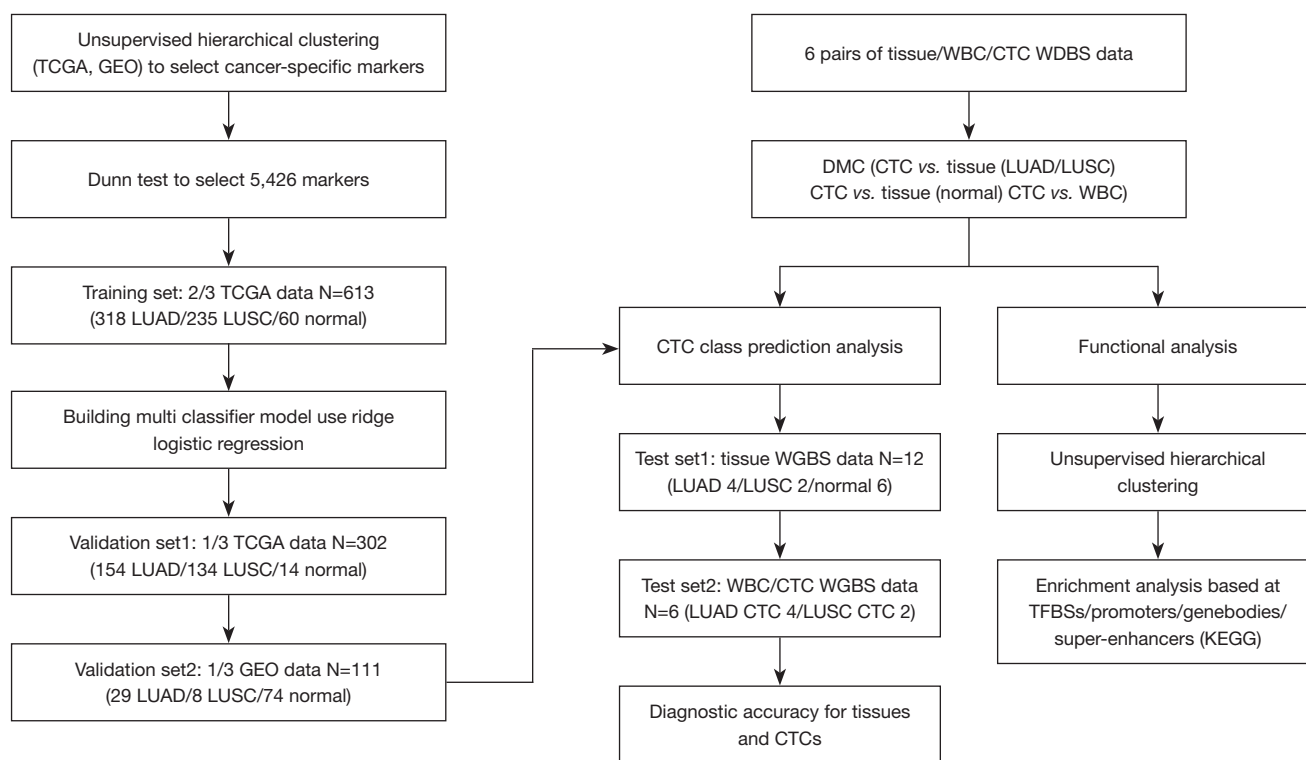 Unsupervised hierarchical clustering
(TCGA, GEO) to select cancer-specific markers
Dunn test to select 5,426 markers
Training set: 2/3 TCGA data N=613
(318 LUAD/235 LUSC/60 normal)
Building multi classifier model use ridge
logistic regression
Validation set1: 1/3 TCGA data N=302
(154 LUAD/134 LUSC/14 normal)
Validation set2: 1/3 GEO data N=111
(29 LUAD/8 LUSC/74 normal)
6 pairs of tissue/WBC/CTC WDBS data
DMC (CTC vs. tissue (LUAD/LUSC)
CTC vs. tissue (normal) CTC vs. WBC)
CTC class prediction analysis
Test set1: tissue WGBS data N=12
(LUAD 4/LUSC 2/normal 6)
Test set2: WBC/CTC WGBS data
N=6 (LUAD CTC 4/LUSC CTC 2)
Diagnostic accuracy for tissues
and CTCs
Functional analysis
Unsupervised hierarchical
clustering
Enrichment analysis based at
TFBSs/promoters/genebodies/
super-enhancers (KEGG)